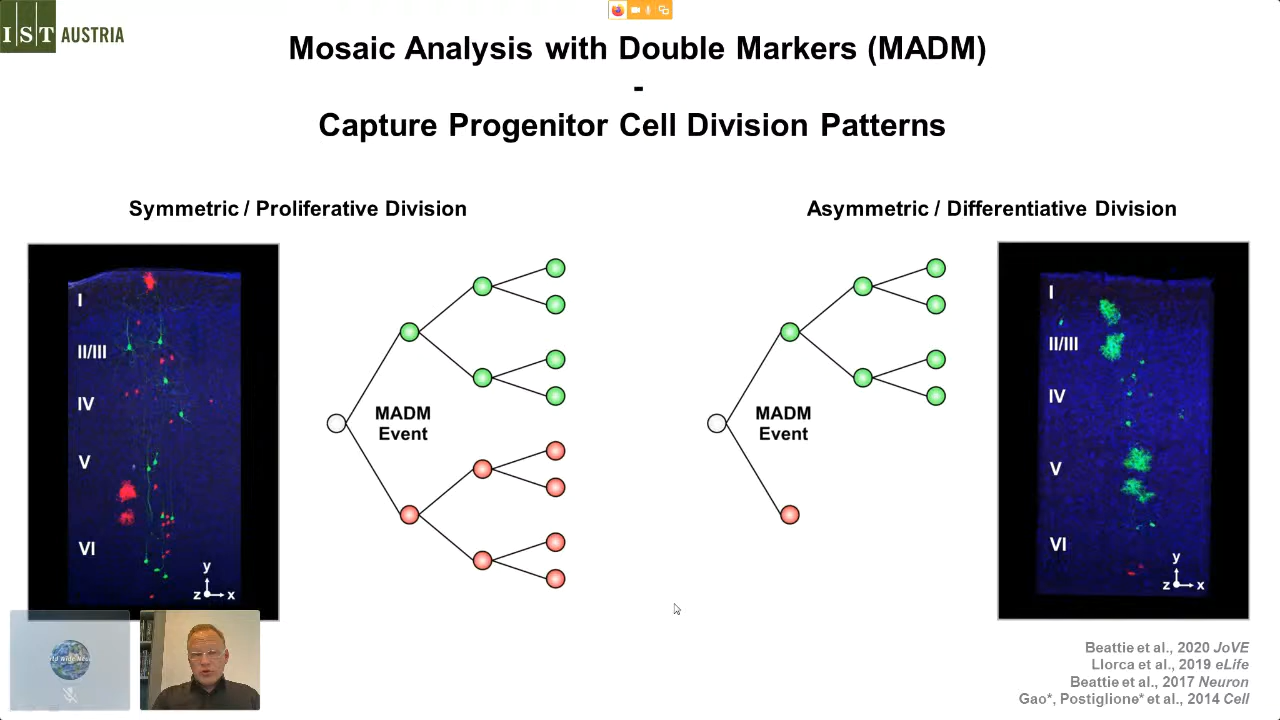 IST AUSTRIA
Mosaic Analysis with Double Markers (MADM)
-
Capture Progenitor Cell Division Patterns
Symmetric / Proliferative Division
Asymmetric / Differentiative Division
I
II/III
IV
V
VI
y
z x
MADM
Event
MADM
Event
I
II/III
IV
V
VI
y
z x
Beattie et al., 2020 JoVE
Llorca et al., 2019 eLife
Beattie et al., 2017 Neuron
Gao*, Postiglione* et al., 2014 Cell